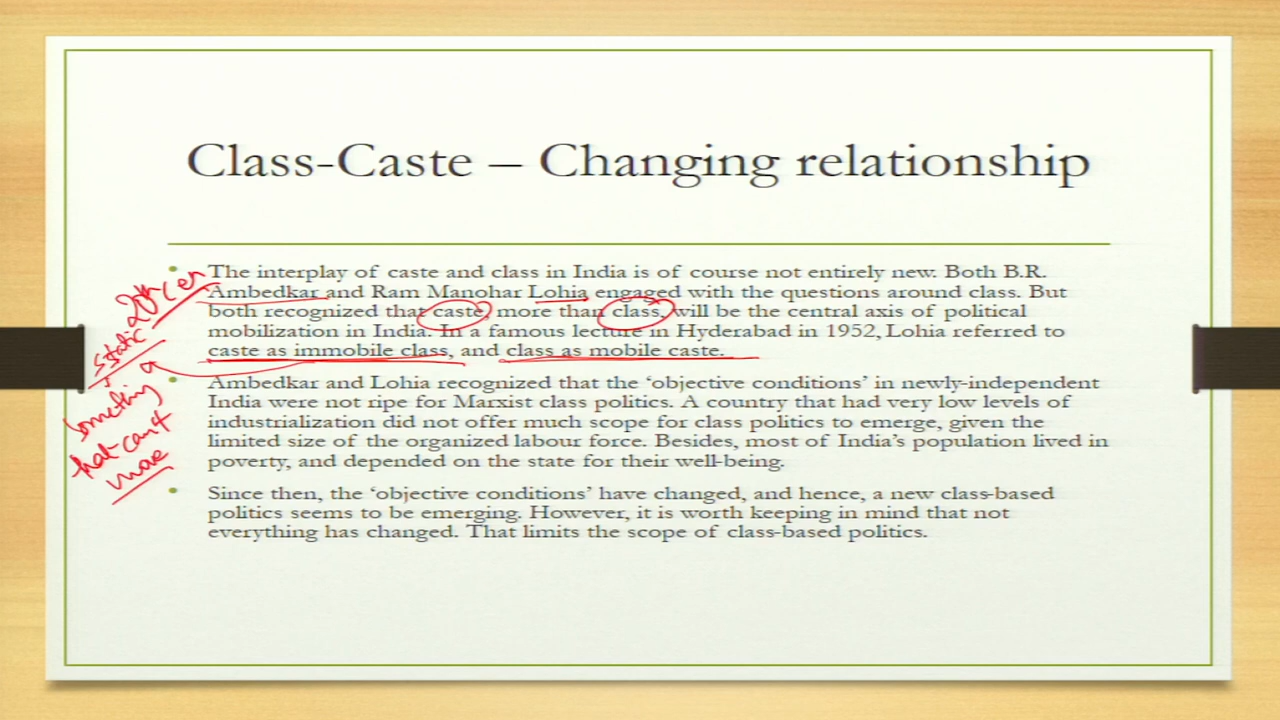 Class-Caste – Changing relationship
• The interplay of caste and class in India is of course not entirely new. Both B.R.
Ambedkar and Ram Manohar Lohia engaged with the questions around class. But
both recognized that caste, more than class, will be the central axis of political
mobilization in India. In a famous lecture in Hyderabad in 1952, Lohia referred to
caste as immobile class, and class as mobile caste.
• Ambedkar and Lohia recognized that the ‘objective conditions’ in newly-independent
India were not ripe for Marxist class politics. A country that had very low levels of
industrialization did not offer much scope for class politics to emerge, given the
limited size of the organized labour force. Besides, most of India’s population lived in
poverty, and depended on the state for their well-being.
• Since then, the ‘objective conditions’ have changed, and hence, a new class-based
politics seems to be emerging. However, it is worth keeping in mind that not
everything has changed. That limits the scope of class-based politics.
20th cen
static
something
that can't
move